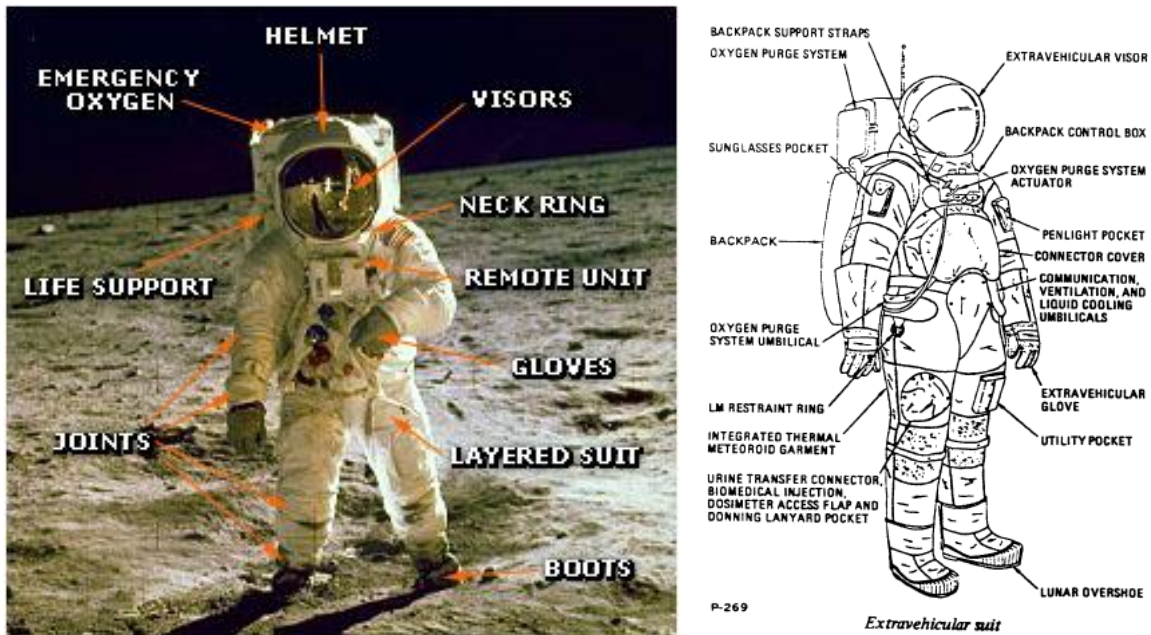 HELMET
EMERGENCY
OXYGEN
VISORS
NECK RING
LIFE SUPPORT
REMOTE UNIT
GLOVES
JOINTS
LAYERED SUIT
BOOTS
BACKPACK SUPPORT STRAPS
OXYGEN PURGE SYSTEM
EXTRAVEHICULAR VISOR
SUNGLASSES POCKET
BACKPACK CONTROL BOX
OXYGEN PURGE SYSTEM
ACTUATOR
BACKPACK
PENLIGHT POCKET
CONNECTOR COVER
COMMUNICATION,
VENTILATION, AND
LIQUID COOLING
UMBILICALS
OXYGEN PURGE
SYSTEM UMBILICAL
LM RESTRAINT RING
EXTRAVEHICULAR
GLOVE
INTEGRATED THERMAL
METEOROID GARMENT
UTILITY POCKET
URINE TRANSFER CONNECTOR,
BIOMEDICAL INJECTION,
DOSIMETER ACCESS FLAP AND
DONNING LANYARD POCKET
LUNAR OVERSHOE
P-269
Extravehicular suit